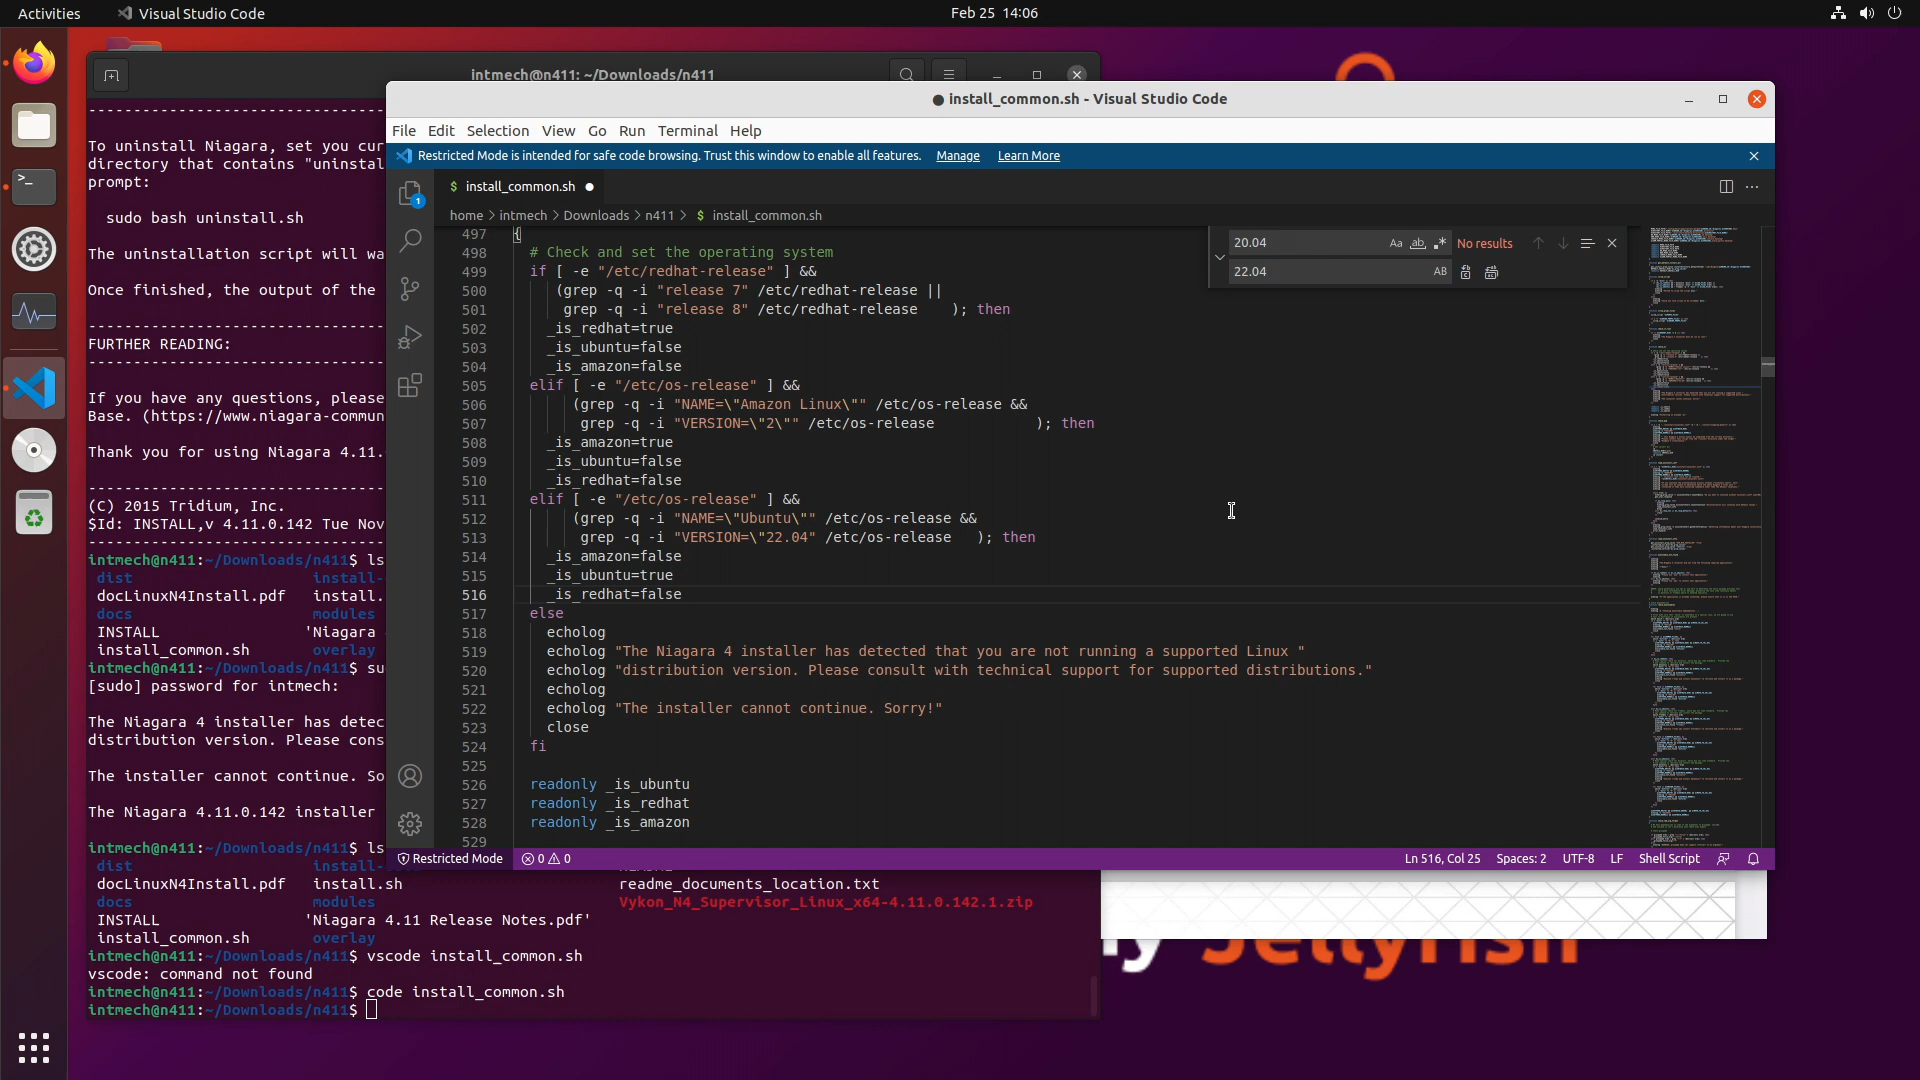 Activities
Visual Studio Code
Feb 25 14:06
intmech@n411: ~/Downloads/n411
To uninstall Niagara, set you cur
directory that contains "uninstal
prompt:
sudo bash uninstall.sh
The uninstallation script will wa
Once finished, the output of the
FURTHER READING:
If you have any questions, please
Base. (https://www.niagara-commun
Thank you for using Niagara 4.11.
(C) 2015 Tridium, Inc.
$Id: INSTALL,v 4.11.0.142 Tue Nov
intmech@n411:~/Downloads/n411$ ls
dist install-
docLinuxN4Install.pdf install.
docs modules
INSTALL 'Niagara
install_common.sh overlay
intmech@n411:~/Downloads/n411$ su
[sudo] password for intmech:
The Niagara 4 installer has detec
distribution version. Please cons
The installer cannot continue. So
The Niagara 4.11.0.142 installer
intmech@n411:~/Downloads/n411$ ls
dist install-
docLinuxN4Install.pdf install.sh readme_documents_location.txt
docs modules Vykon_N4_Supervisor_Linux_x64-4.11.0.142.1.zip
INSTALL 'Niagara 4.11 Release Notes.pdf'
install_common.sh overlay
intmech@n411:~/Downloads/n411$ vscode install_common.sh
vscode: command not found
intmech@n411:~/Downloads/n411$ code install_common.sh
intmech@n411:~/Downloads/n411$
● install_common.sh - Visual Studio Code
File Edit Selection View Go Run Terminal Help
Restricted Mode is intended for safe code browsing. Trust this window to enable all features. Manage Learn More
1
$ install_common.sh ●
home > intmech > Downloads > n411 > $ install_common.sh
20.04 Aa ab .* No results
22.04 AB
497 {
498 # Check and set the operating system
499 if [ -e "/etc/redhat-release" ] &&
500 (grep -q -i "release 7" /etc/redhat-release ||
501 grep -q -i "release 8" /etc/redhat-release ); then
502 _is_redhat=true
503 _is_ubuntu=false
504 _is_amazon=false
505 elif [ -e "/etc/os-release" ] &&
506 (grep -q -i "NAME=\"Amazon Linux\"" /etc/os-release &&
507 grep -q -i "VERSION=\"2\"" /etc/os-release ); then
508 _is_amazon=true
509 _is_ubuntu=false
510 _is_redhat=false
511 elif [ -e "/etc/os-release" ] &&
512 (grep -q -i "NAME=\"Ubuntu\"" /etc/os-release &&
513 grep -q -i "VERSION=\"22.04" /etc/os-release ); then
514 _is_amazon=false
515 _is_ubuntu=true
516 _is_redhat=false
517 else
518 echolog
519 echolog "The Niagara 4 installer has detected that you are not running a supported Linux "
520 echolog "distribution version. Please consult with technical support for supported distributions."
521 echolog
522 echolog "The installer cannot continue. Sorry!"
523 close
524 fi
525
526 readonly _is_ubuntu
527 readonly _is_redhat
528 readonly _is_amazon
529
Restricted Mode 0 0 Ln 516, Col 25 Spaces: 2 UTF-8 LF Shell Script
Jellyfish